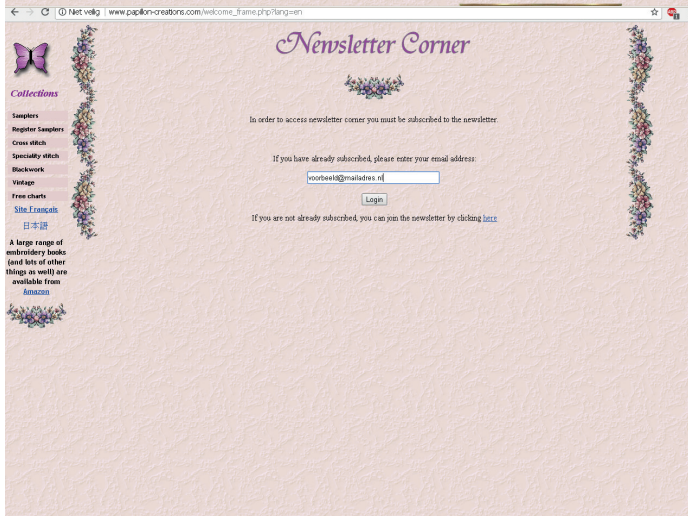 Niet veilig | www.papillon-creations.com/welcome_frame.php?lang=en
Newsletter Corner
Collections
Samplers
Register Samplers
Cross stitch
Speciality stitch
Blackwork
Vintage
Free charts
Site Français
日本語
A large range of
embroidery books
(and lots of other
things as well) are
available from
Amazon
In order to access newsletter corner you must be subscribed to the newsletter.
If you have already subscribed, please enter your email address:
voorbeeld@mailadres.nl
Login
If you are not already subscribed, you can join the newsletter by clicking here